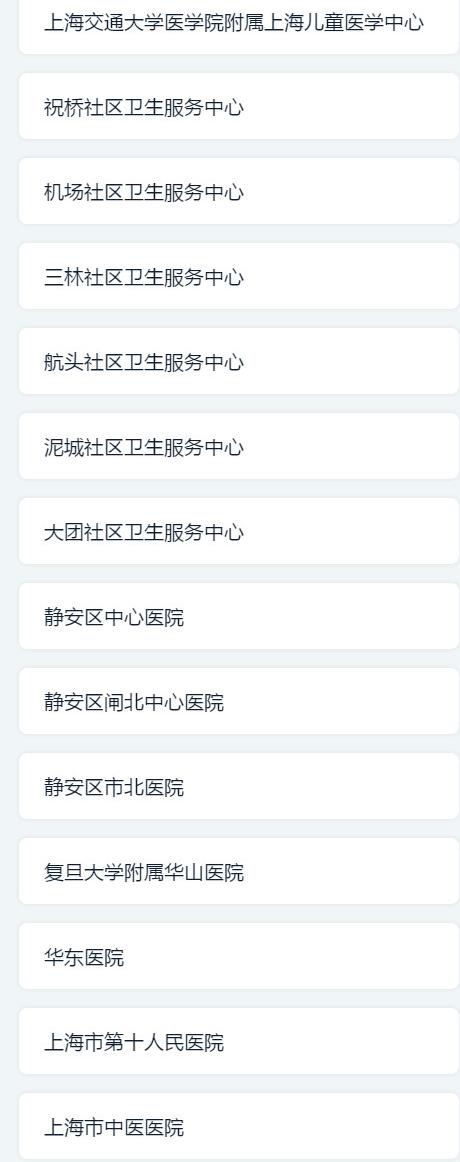 上海交通大学医学院附属上海儿童医学中心
祝桥社区卫生服务中心
机场社区卫生服务中心
三林社区卫生服务中心
航头社区卫生服务中心
泥城社区卫生服务中心
大团社区卫生服务中心
静安区中心医院
静安区闸北中心医院
静安区市北医院
复旦大学附属华山医院
华东医院
上海市第十人民医院
上海市中医医院